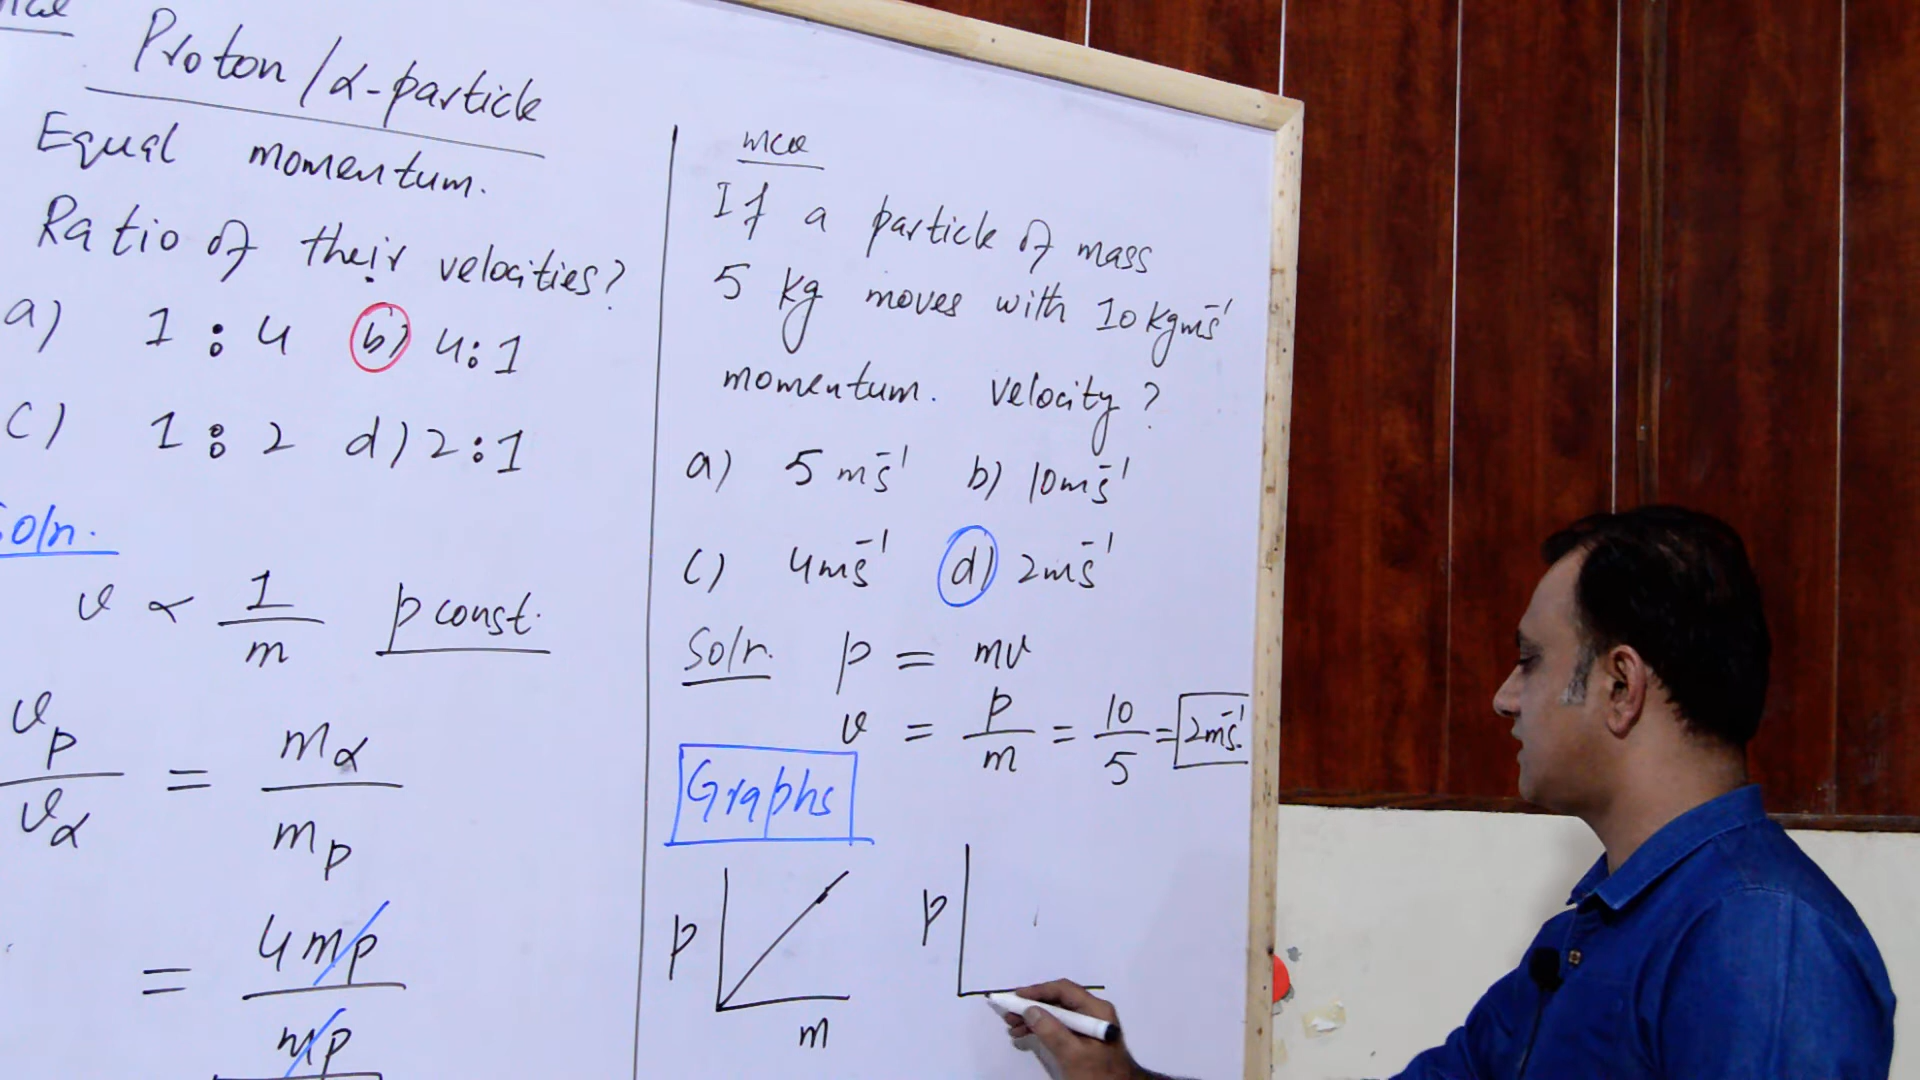 Proton/α-particle
Equal momentum.
Ratio of their velocities?
a) 1 : 4 b) 4:1
c) 1 : 2 d) 2:1
Soln.
v ∝ 1/m p const.
vp/vα = mα/mp
= 4mp/mp
mcq
If a particle of mass
5 kg moves with 10 kgms⁻¹
momentum. velocity?
a) 5 ms⁻¹ b) 10ms⁻¹
c) 4ms⁻¹ d) 2ms⁻¹
Soln. p = mv
v = p/m = 10/5 = 2ms⁻¹.
Graphs
p
m
p